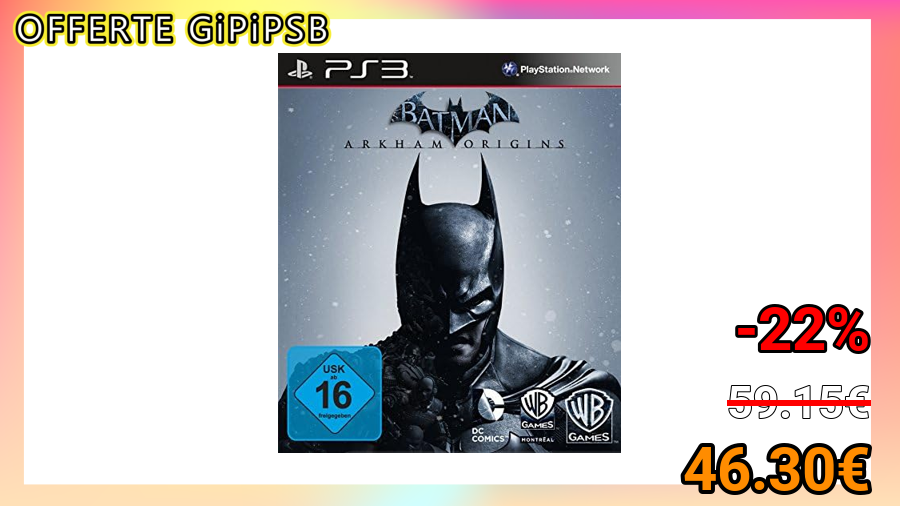 OFFERTE GiPiPSB
PS3
PlayStation®Network
BATMAN
ARKHAM ORIGINS
-22%
59.15€
46.30€
USK
ab
16
freigegeben
DC
COMICS™
WB
GAMES
MONTRÉAL
WB
GAMES